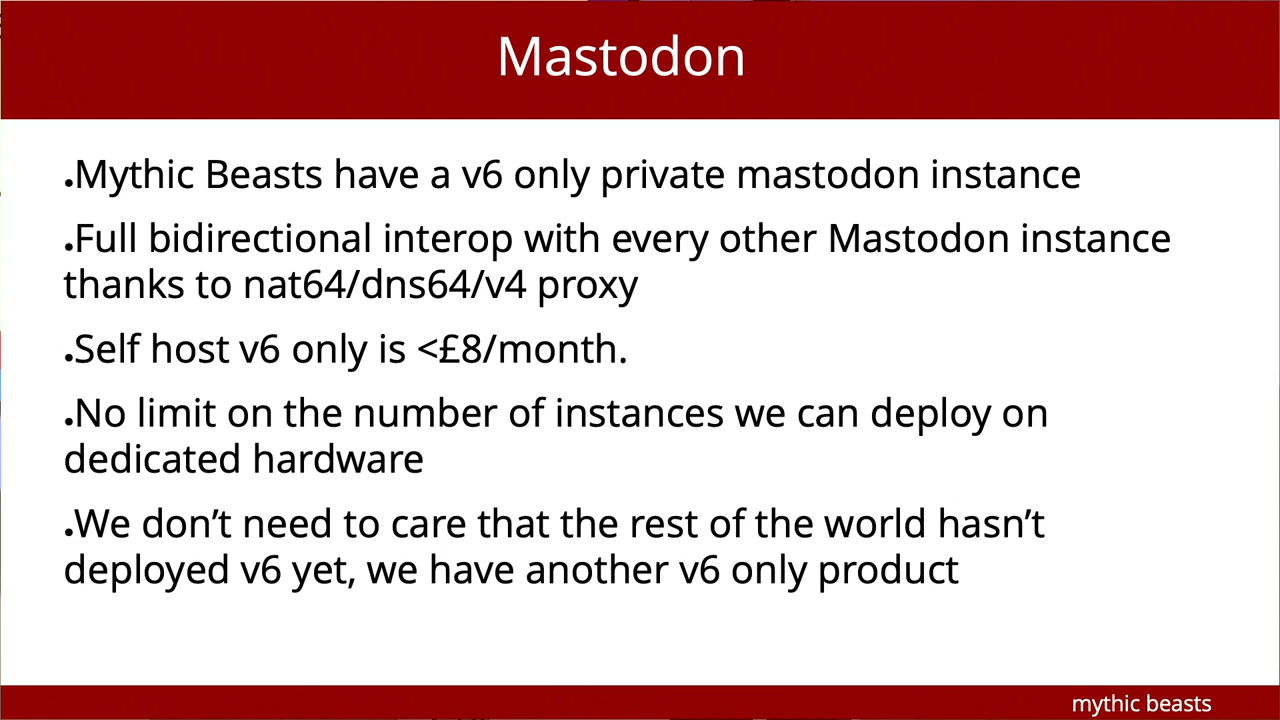 Mastodon
●Mythic Beasts have a v6 only private mastodon instance
●Full bidirectional interop with every other Mastodon instance
thanks to nat64/dns64/v4 proxy
●Self host v6 only is <£8/month.
●No limit on the number of instances we can deploy on
dedicated hardware
●We don’t need to care that the rest of the world hasn’t
deployed v6 yet, we have another v6 only product
mythic beasts